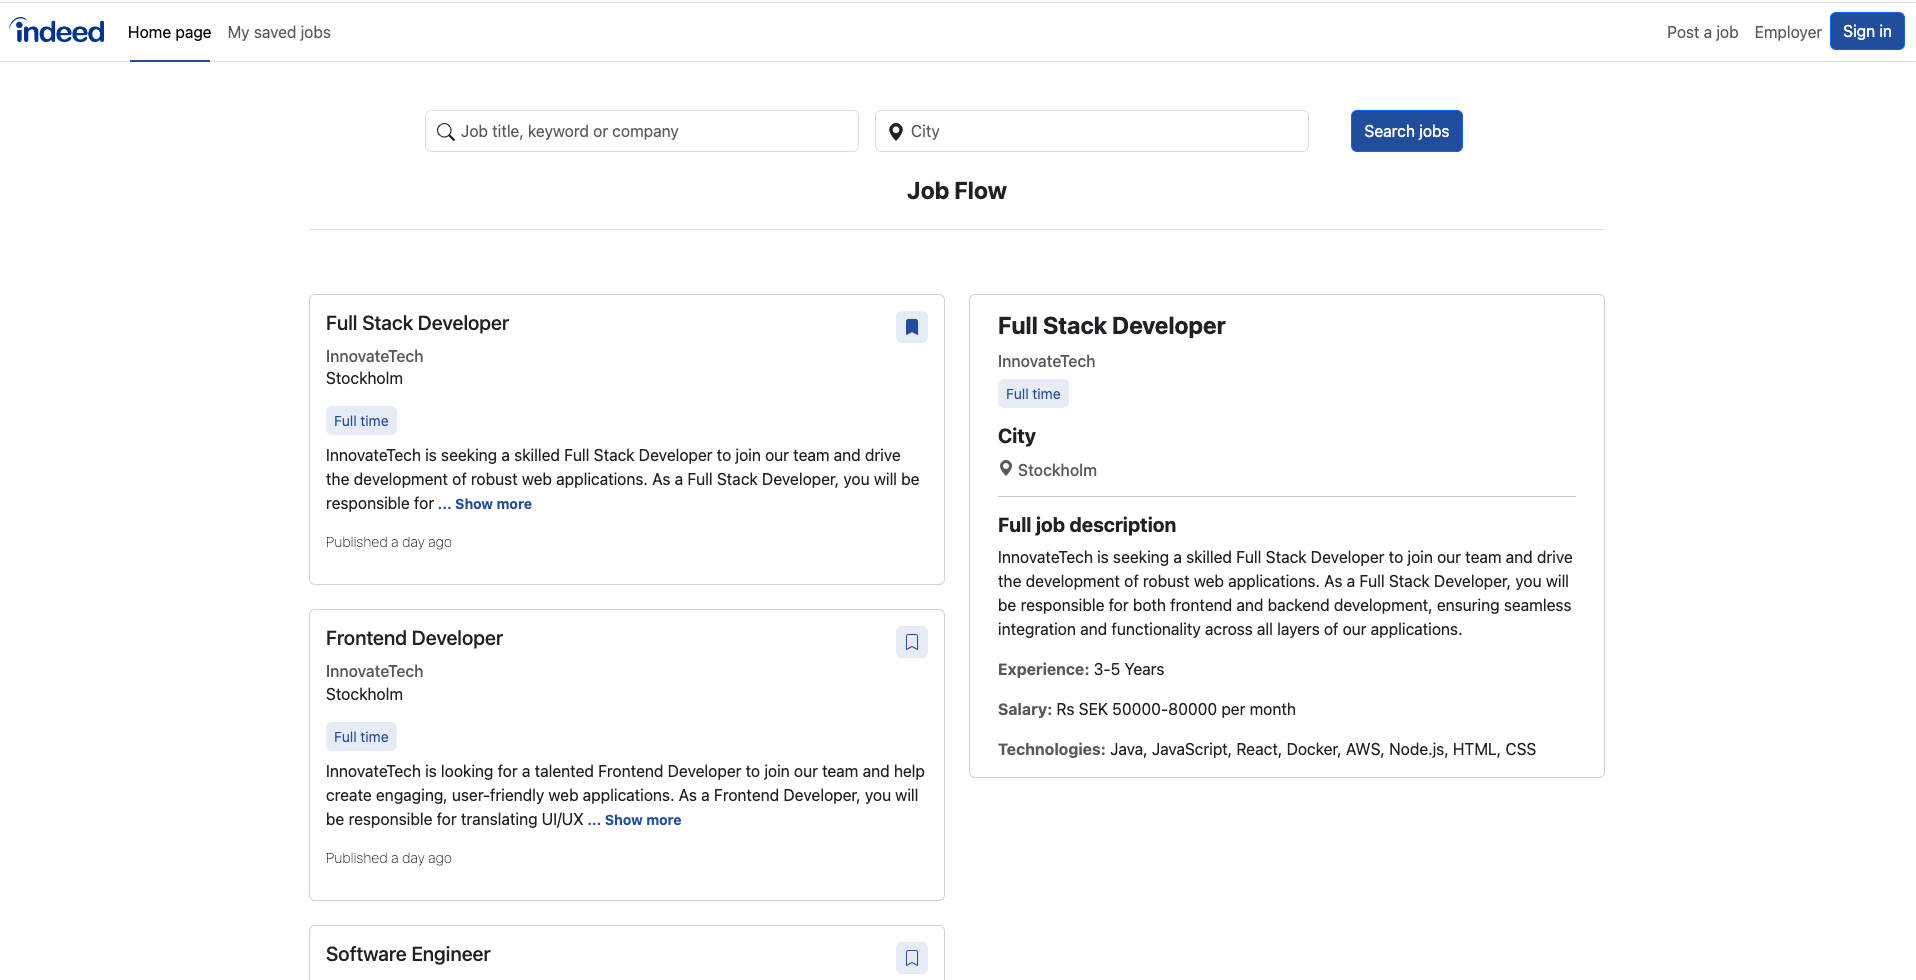 indeed
Home page
My saved jobs
Post a job
Employer
Sign in
Job title, keyword or company
City
Search jobs
Job Flow
Full Stack Developer
InnovateTech
Stockholm
Full time
InnovateTech is seeking a skilled Full Stack Developer to join our team and drive
the development of robust web applications. As a Full Stack Developer, you will be
responsible for ... Show more
Published a day ago
Frontend Developer
InnovateTech
Stockholm
Full time
InnovateTech is looking for a talented Frontend Developer to join our team and help
create engaging, user-friendly web applications. As a Frontend Developer, you will
be responsible for translating UI/UX ... Show more
Published a day ago
Software Engineer
Full Stack Developer
InnovateTech
Full time
City
Stockholm
Full job description
InnovateTech is seeking a skilled Full Stack Developer to join our team and drive
the development of robust web applications. As a Full Stack Developer, you will
be responsible for both frontend and backend development, ensuring seamless
integration and functionality across all layers of our applications.
Experience: 3-5 Years
Salary: Rs SEK 50000-80000 per month
Technologies: Java, JavaScript, React, Docker, AWS, Node.js, HTML, CSS